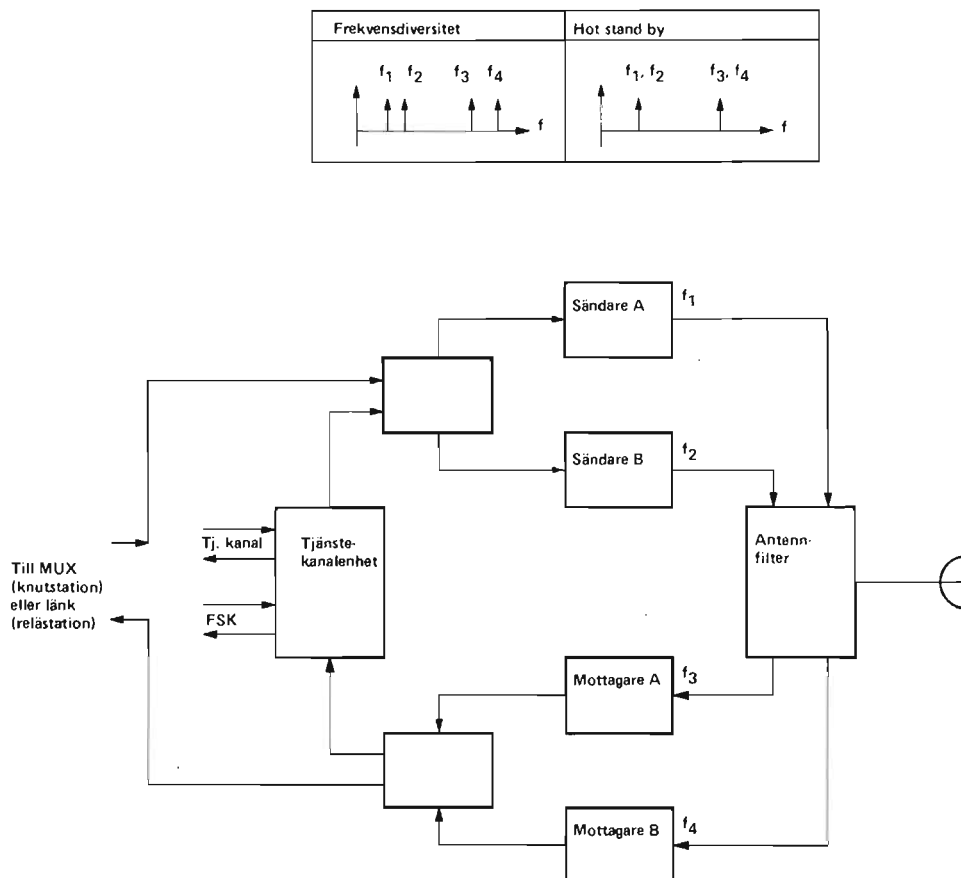 Frekvensdiversitet
Hot stand by
f1 f2 f3 f4 f
f1, f2 f3, f4 f
Sändare A
f1
Sändare B
f2
Tj. kanal
FSK
Tjänste-
kanalenhet
Antenn-
filter
Till MUX
(knutstation)
eller länk
(relästation)
Mottagare A
f3
Mottagare B
f4